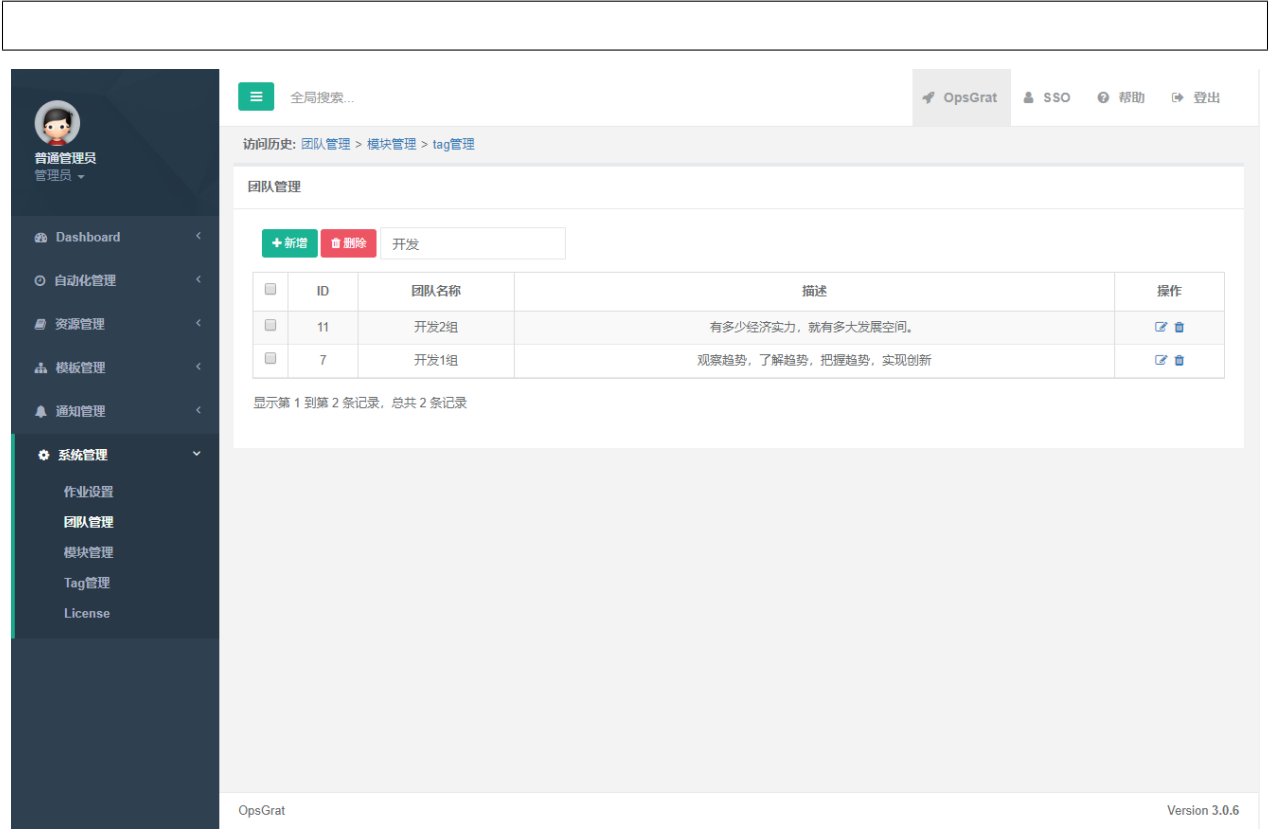 全局搜索...
OpsGrat
SSO
帮助
登出
普通管理员
管理员
Dashboard
自动化管理
资源管理
模板管理
通知管理
系统管理
作业设置
团队管理
模块管理
Tag管理
License
访问历史: 团队管理 > 模块管理 > tag管理
团队管理
新增 删除 开发
ID 团队名称 描述 操作
11 开发2组 有多少经济实力，就有多大发展空间。
7 开发1组 观察趋势，了解趋势，把握趋势，实现创新
显示第 1 到第 2 条记录，总共 2 条记录
OpsGrat
Version 3.0.6